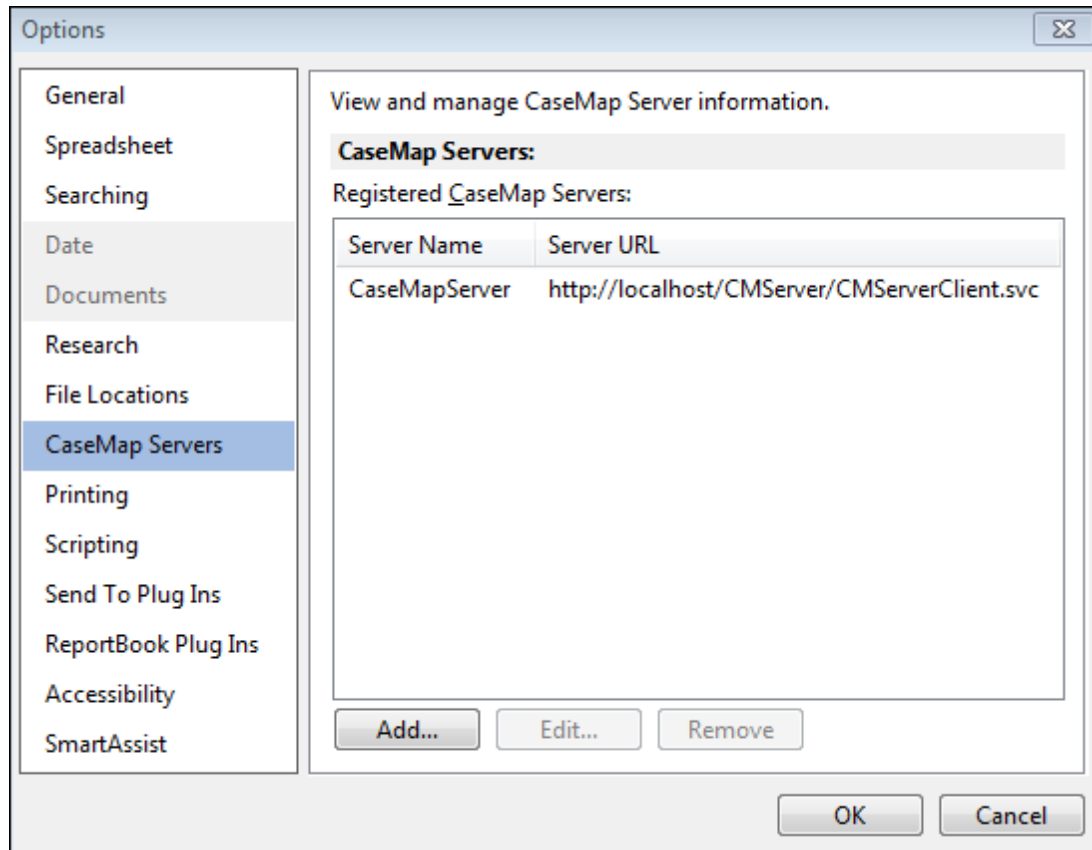 Options
General
Spreadsheet
Searching
Date
Documents
Research
File Locations
CaseMap Servers
Printing
Scripting
Send To Plug Ins
ReportBook Plug Ins
Accessibility
SmartAssist
View and manage CaseMap Server information.
CaseMap Servers:
Registered CaseMap Servers:
Server Name Server URL
CaseMapServer http://localhost/CMServer/CMServerClient.svc
Add... Edit... Remove
OK Cancel